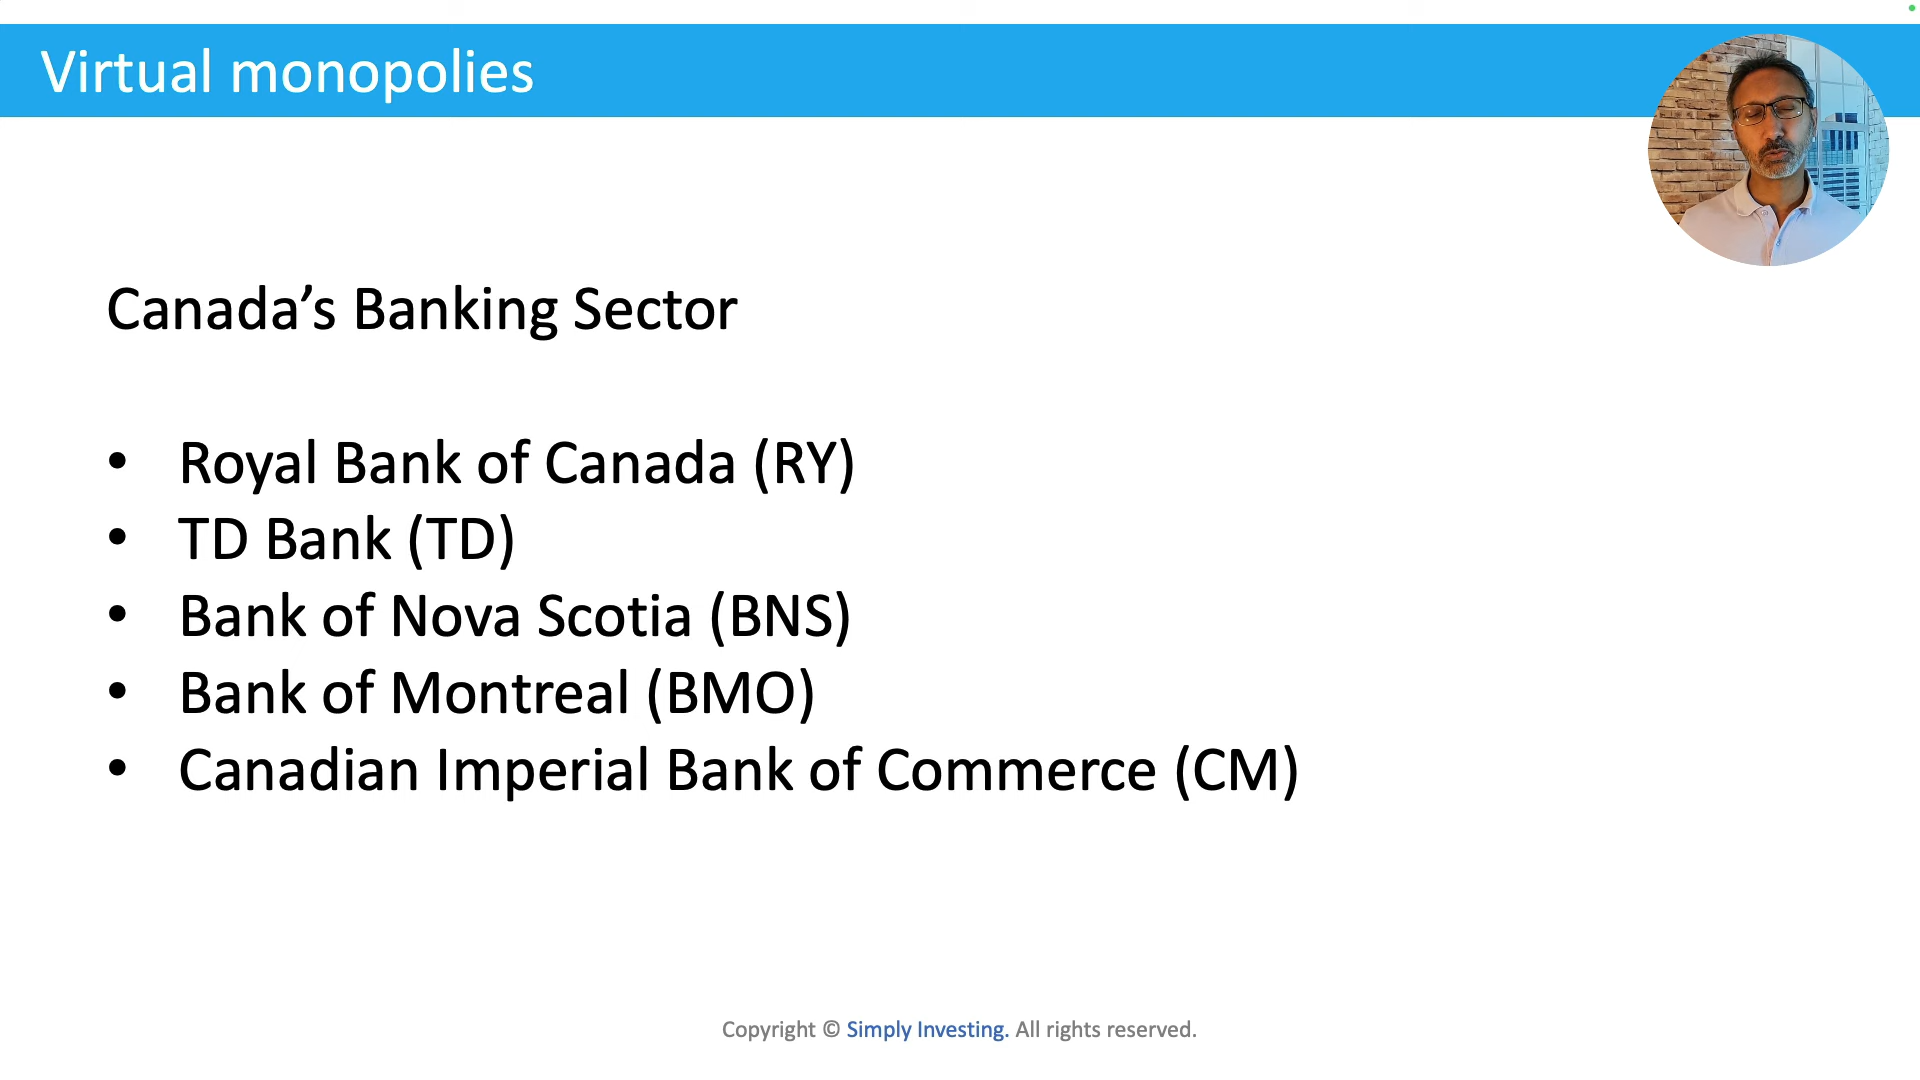 Virtual monopolies
Canada’s Banking Sector
• Royal Bank of Canada (RY)
• TD Bank (TD)
• Bank of Nova Scotia (BNS)
• Bank of Montreal (BMO)
• Canadian Imperial Bank of Commerce (CM)
Copyright © Simply Investing. All rights reserved.